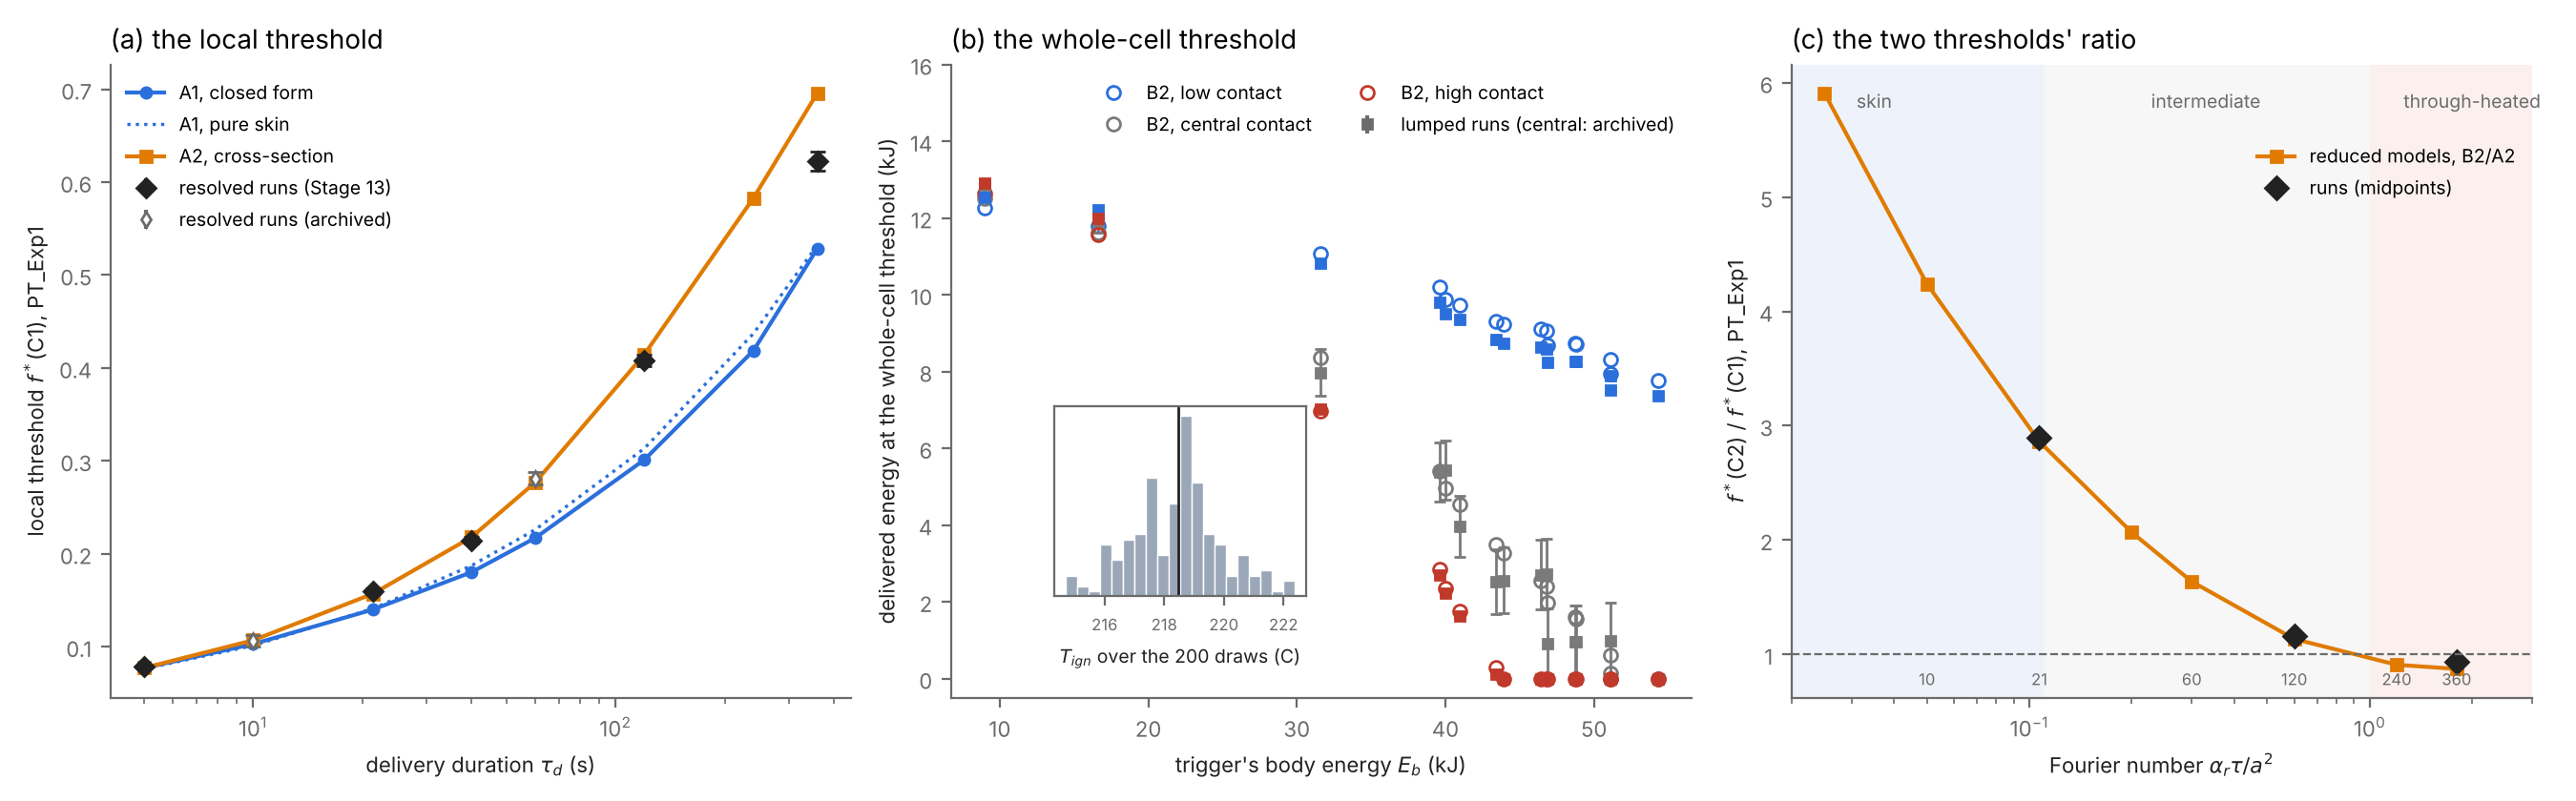 (a) the local threshold
A1, closed form
A1, pure skin
A2, cross-section
resolved runs (Stage 13)
resolved runs (archived)
local threshold f* (C1), PT_Exp1
0.7
0.6
0.5
0.4
0.3
0.2
0.1
10¹
10²
delivery duration τd (s)
(b) the whole-cell threshold
B2, low contact
B2, central contact
B2, high contact
lumped runs (central: archived)
delivered energy at the whole-cell threshold (kJ)
16
14
12
10
8
6
4
2
0
216
218
220
222
Tign over the 200 draws (C)
10
20
30
40
50
trigger's body energy Eb (kJ)
(c) the two thresholds' ratio
skin
intermediate
through-heated
reduced models, B2/A2
runs (midpoints)
f* (C2) / f* (C1), PT_Exp1
6
5
4
3
2
1
10
21
60
120
240
360
10⁻¹
10⁰
Fourier number αrτ/a²